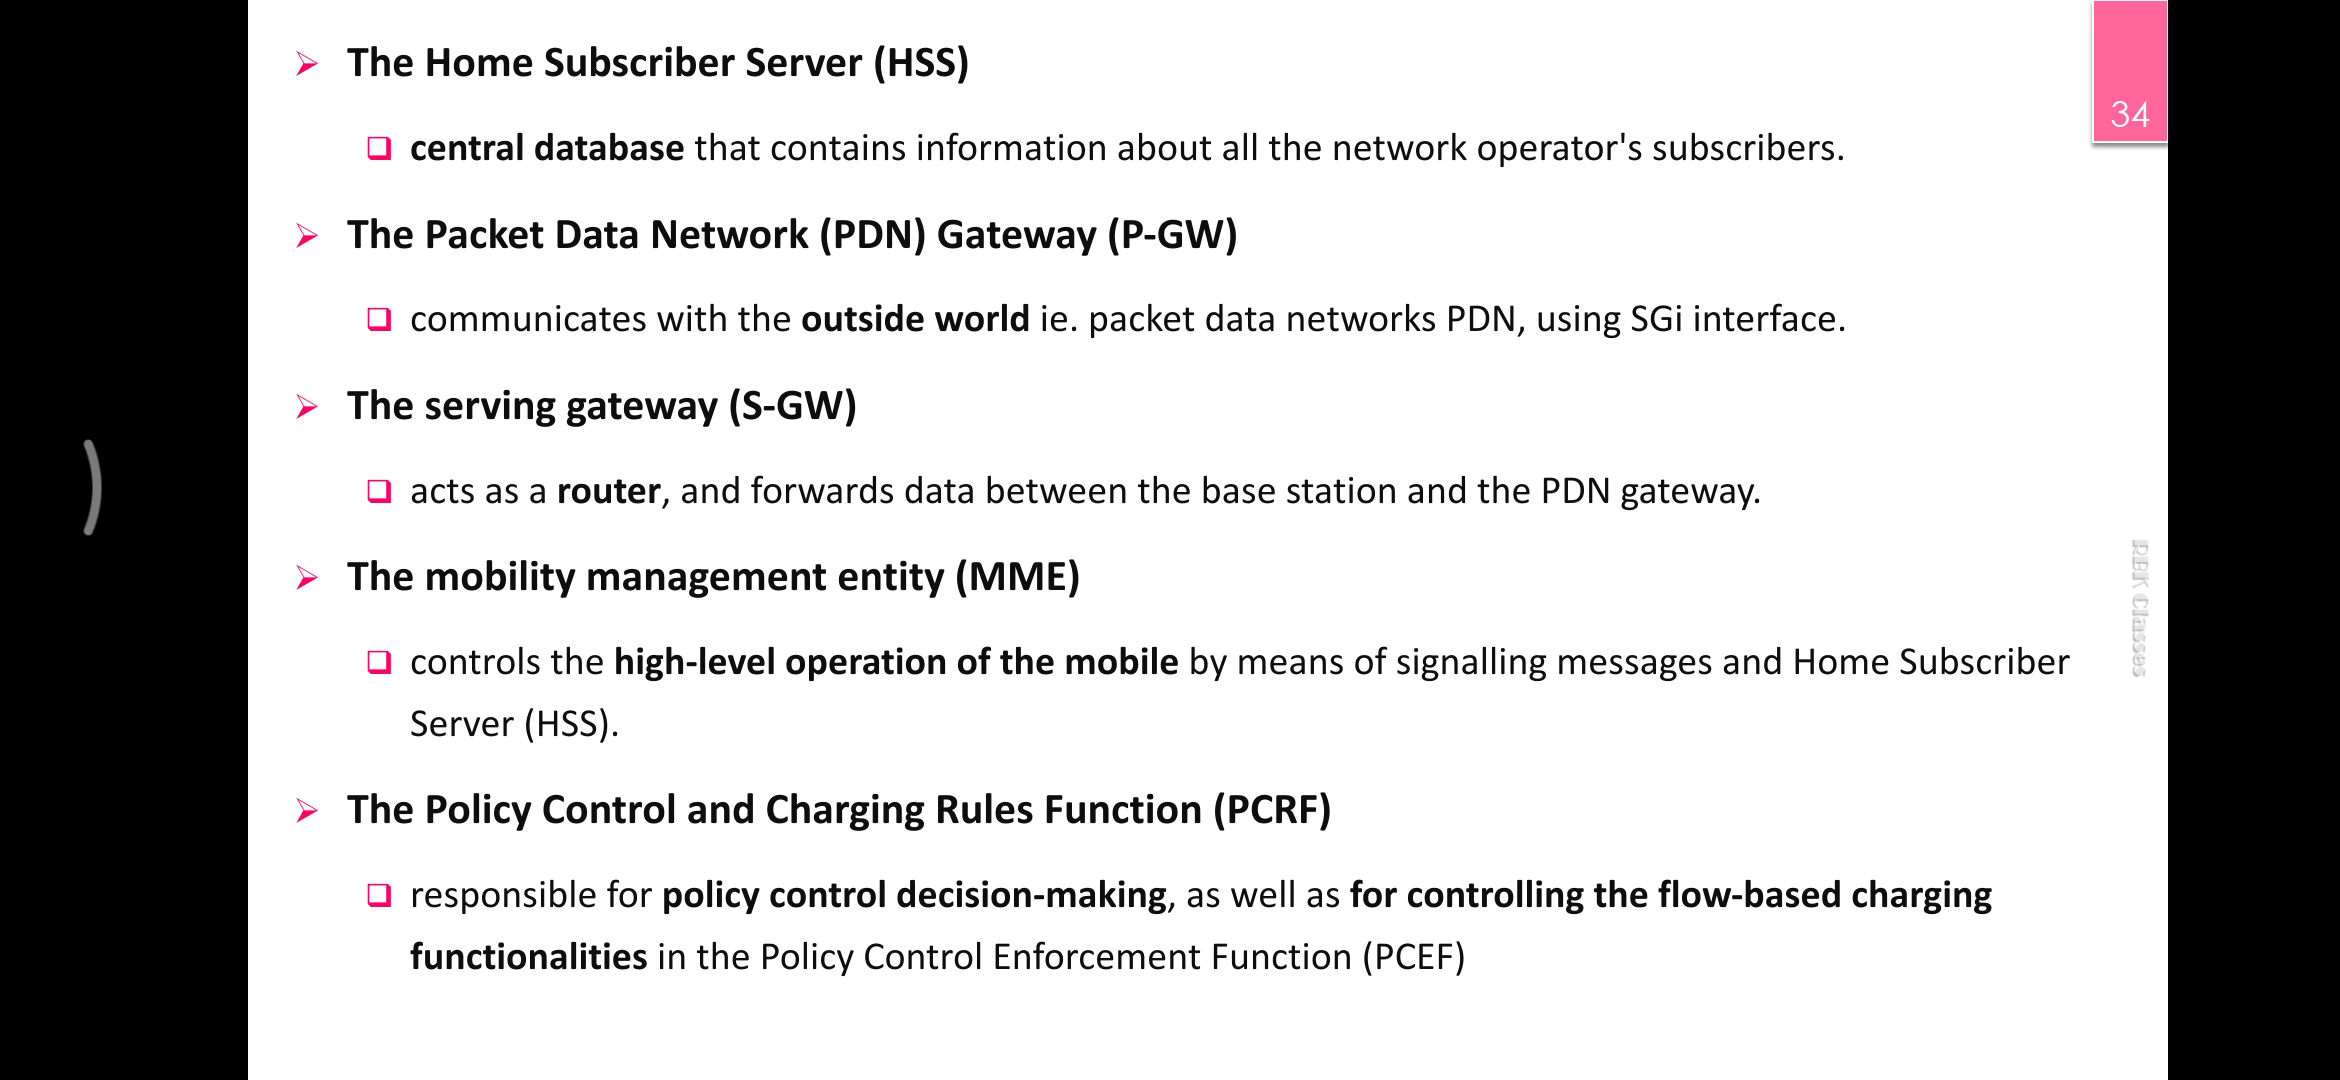 The Home Subscriber Server (HSS)
34
central database that contains information about all the network operator's subscribers.
The Packet Data Network (PDN) Gateway (P-GW)
communicates with the outside world ie. packet data networks PDN, using SGi interface.
The serving gateway (S-GW)
acts as a router, and forwards data between the base station and the PDN gateway.
The mobility management entity (MME)
controls the high-level operation of the mobile by means of signalling messages and Home Subscriber
Server (HSS).
The Policy Control and Charging Rules Function (PCRF)
responsible for policy control decision-making, as well as for controlling the flow-based charging
functionalities in the Policy Control Enforcement Function (PCEF)
Classes